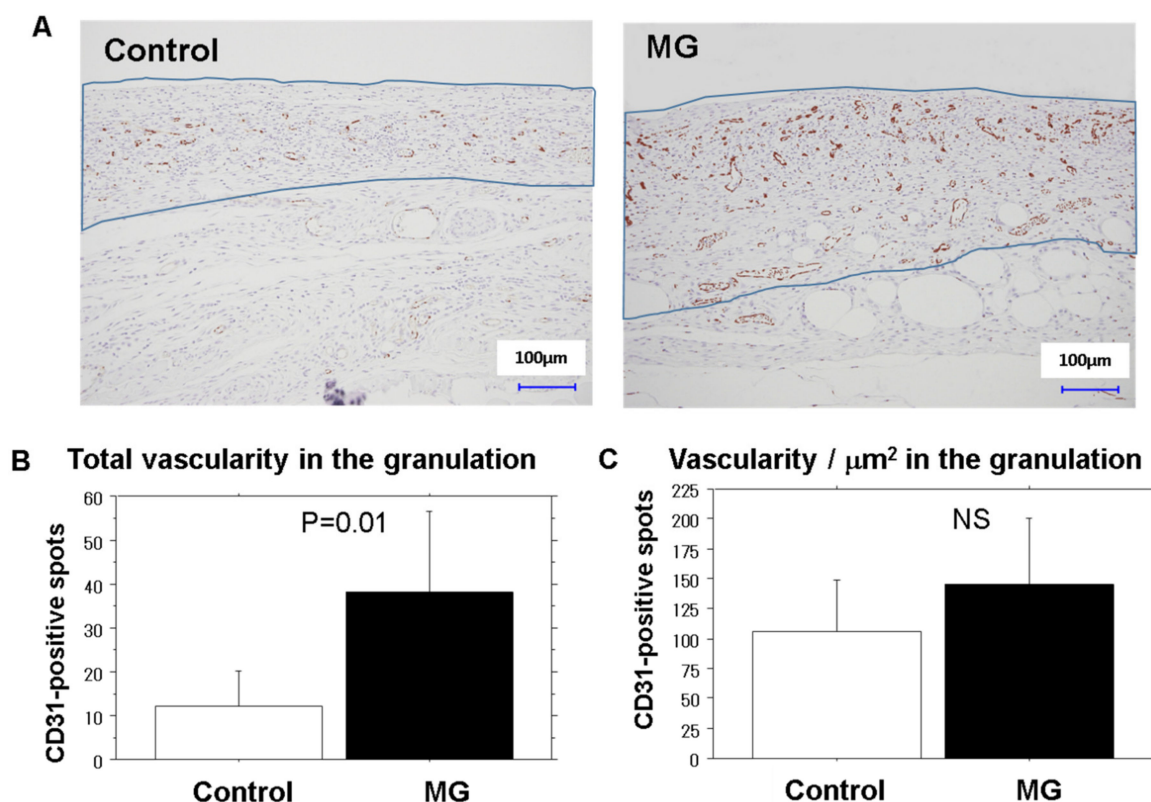 A
Control
MG
100μm
100μm
B Total vascularity in the granulation
CD31-positive spots
60
50
40
30
20
10
0
P=0.01
Control MG
C Vascularity / μm² in the granulation
CD31-positive spots
225
200
175
150
125
100
75
50
25
0
NS
Control MG